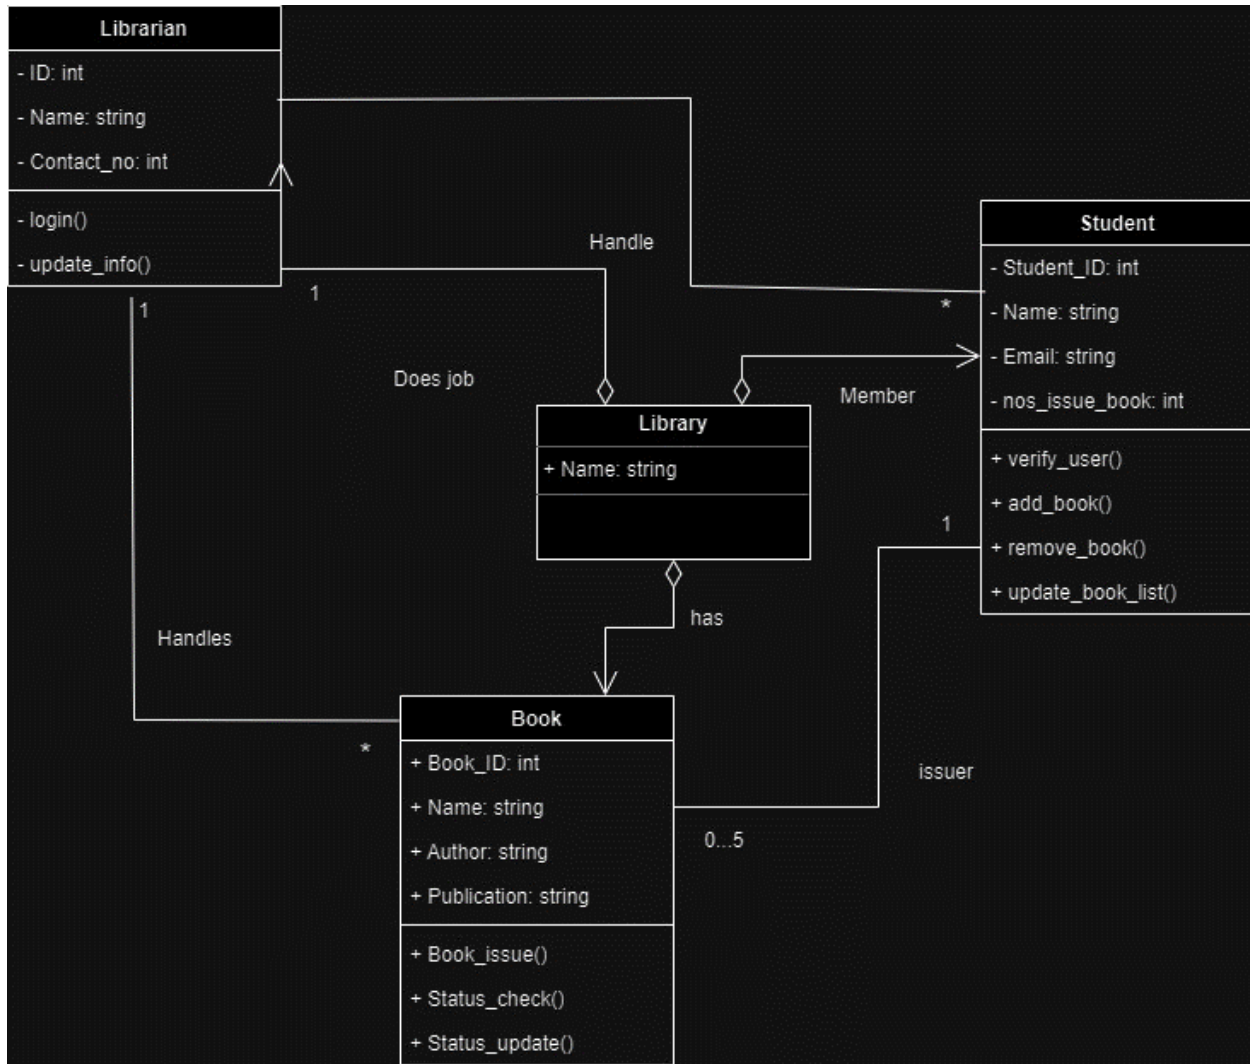 Librarian
- ID: int
- Name: string
- Contact_no: int
- login()
- update_info()
1
1
Handle
*
Student
- Student_ID: int
- Name: string
- Email: string
- nos_issue_book: int
+ verify_user()
+ add_book()
+ remove_book()
+ update_book_list()
Does job
Member
Library
+ Name: string
1
has
Handles
*
issuer
0...5
Book
+ Book_ID: int
+ Name: string
+ Author: string
+ Publication: string
+ Book_issue()
+ Status_check()
+ Status_update()